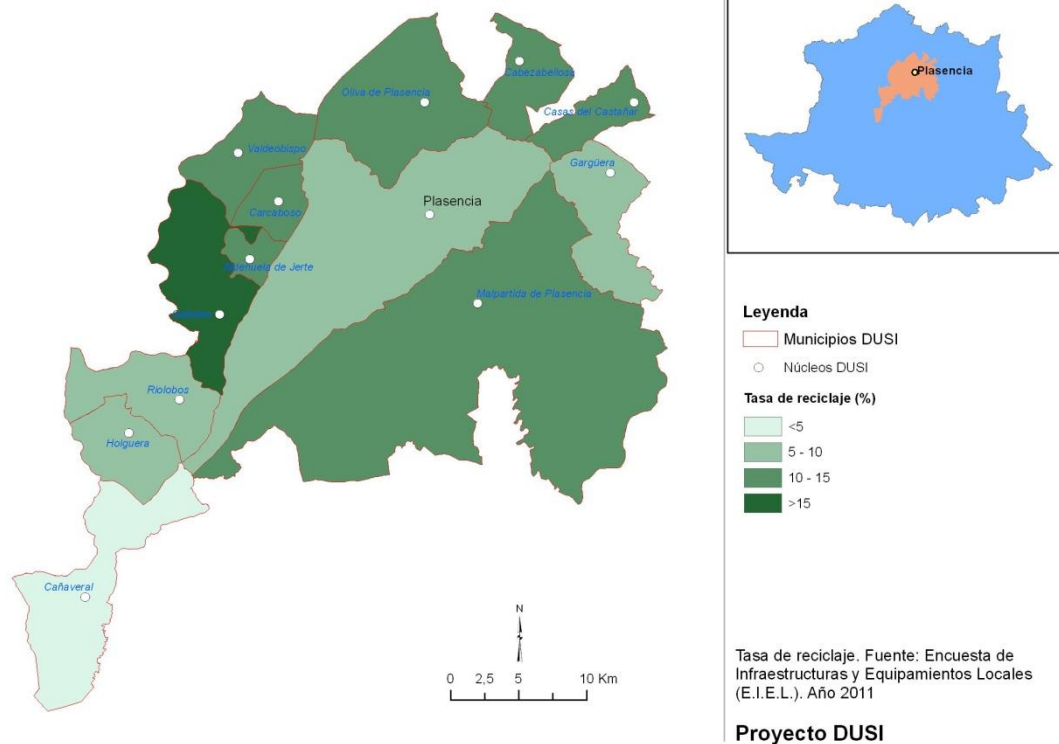 Cabezabellosa
Oliva de Plasencia
Casas del Castañar
Valdeobispo
Gargüera
Carcaboso
Plasencia
de Jerte
Malpartida de Plasencia
Riolobos
Holguera
Cañaveral
N
0 2,5 5 10 Km
Plasencia
Leyenda
Municipios DUSI
Núcleos DUSI
Tasa de reciclaje (%)
<5
5 - 10
10 - 15
>15
Tasa de reciclaje. Fuente: Encuesta de
Infraestructuras y Equipamientos Locales
(E.I.E.L.). Año 2011
Proyecto DUSI